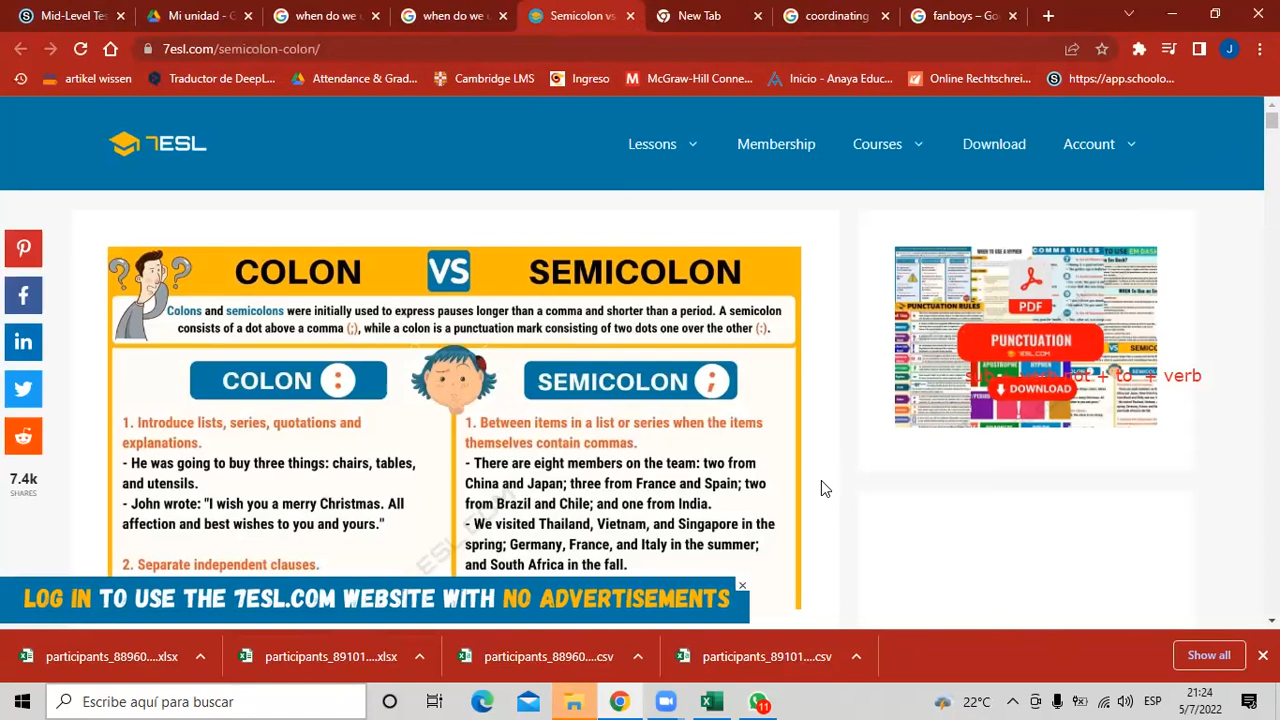 Mid-Level Tes
Mi unidad - G
when do we u
when do we u
Semicolon vs
New Tab
coordinating
fanboys – Go
7esl.com/semicolon-colon/
J
artikel wissen
Traductor de DeepL...
Attendance & Grad...
Cambridge LMS
Ingreso
McGraw-Hill Conne...
Inicio - Anaya Educ...
Online Rechtschrei...
https://app.schoolo...
7ESL
Lessons
Membership
Courses
Download
Account
COLON VS SEMICOLON
Colons and semicolons were initially used to express pauses longer than a comma and shorter than a period. A semicolon
consists of a dot above a comma (;), while a colon is a punctuation mark consisting of two dots one over the other (:).
COLON :
1. Introduce lists, series, quotations and
explanations.
- He was going to buy three things: chairs, tables,
and utensils.
- John wrote: "I wish you a merry Christmas. All
affection and best wishes to you and yours."
2. Separate independent clauses.
SEMICOLON ;
1. Between items in a list or series when the items
themselves contain commas.
- There are eight members on the team: two from
China and Japan; three from France and Spain; two
from Brazil and Chile; and one from India.
- We visited Thailand, Vietnam, and Singapore in the
spring; Germany, France, and Italy in the summer;
and South Africa in the fall.
ESL.COM
COMMA RULES
PUNCTUATION RULES
PDF
PUNCTUATION
7ESL.COM
+ to + verb
DOWNLOAD
7.4k
SHARES
LOG IN TO USE THE 7ESL.COM WEBSITE WITH NO ADVERTISEMENTS
participants_88960....xlsx
participants_89101....xlsx
participants_88960....csv
participants_89101....csv
Show all
Escribe aquí para buscar
11
22°C
ESP
21:24
5/7/2022